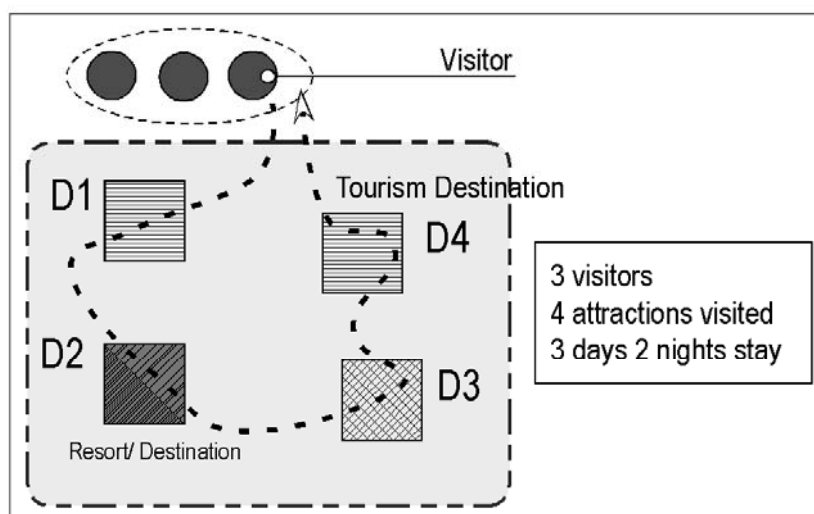 Visitor
D1
Tourism Destination
D4
D2
D3
Resort/ Destination
3 visitors
4 attractions visited
3 days 2 nights stay